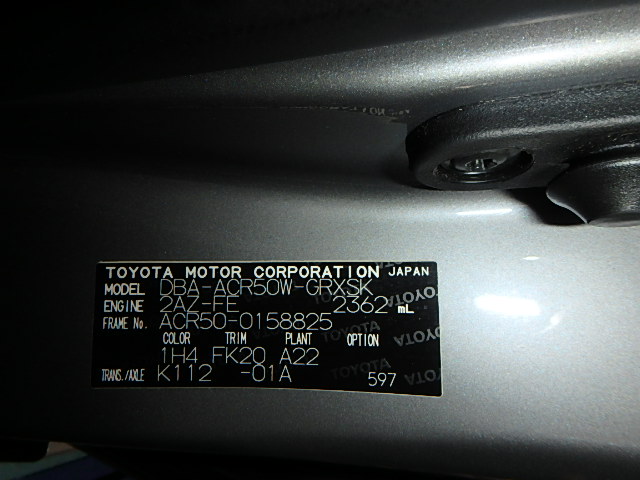 TOYOTA MOTOR CORPORATION JAPAN
MODEL DBA-ACR50W-GRXSK
ENGINE 2AZ-FE 2362 mL
FRAME No. ACR50-0158825
COLOR TRIM PLANT OPTION
1H4 FK20 A22
TRANS./AXLE K112 -01A 597